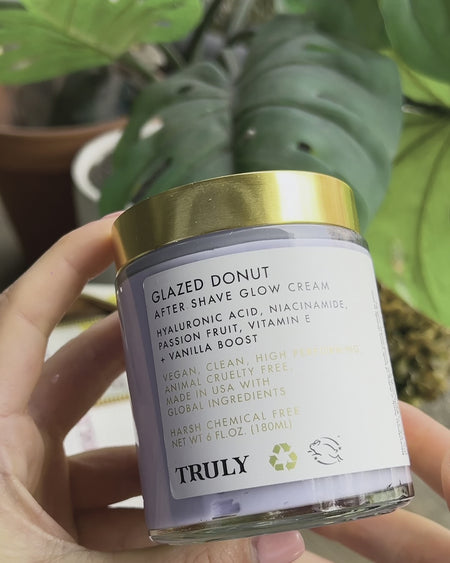 GLAZED DONUT
AFTER SHAVE GLOW CREAM
HYALURONIC ACID, NIACINAMIDE,
PASSION FRUIT, VITAMIN E
+ VANILLA BOOST
VEGAN, CLEAN, HIGH PERFORMING,
ANIMAL CRUELTY FREE,
MADE IN USA WITH
GLOBAL INGREDIENTS
HARSH CHEMICAL FREE
NET WT 6 FL.OZ. (180ML)
TRULY